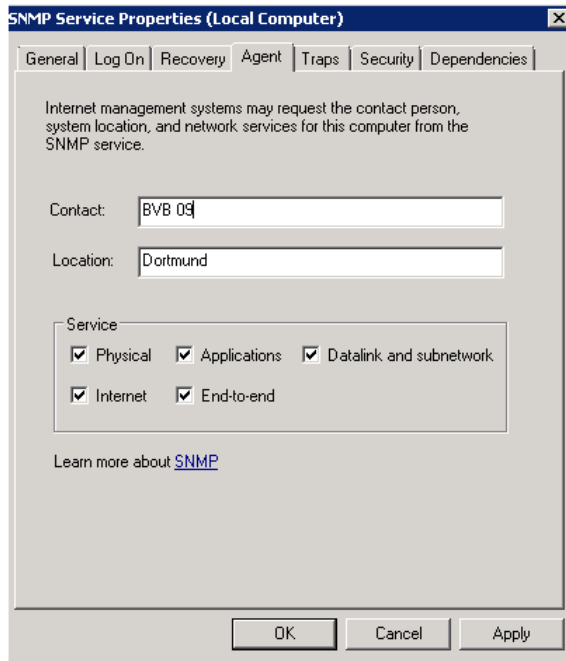 SNMP Service Properties (Local Computer)
General Log On Recovery Agent Traps Security Dependencies
Internet management systems may request the contact person,
system location, and network services for this computer from the
SNMP service.
Contact: BVB 09
Location: Dortmund
Service
Physical Applications Datalink and subnetwork
Internet End-to-end
Learn more about SNMP
OK Cancel Apply